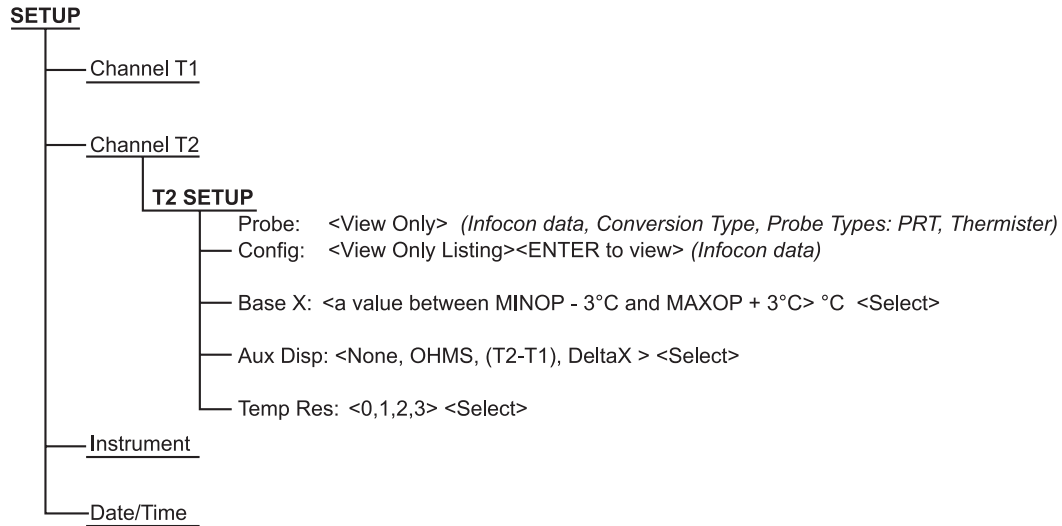 SETUP
Channel T1
Channel T2
T2 SETUP
Probe: <View Only> (Infocon data, Conversion Type, Probe Types: PRT, Thermister)
Config: <View Only Listing><ENTER to view> (Infocon data)
Base X: <a value between MINOP - 3°C and MAXOP + 3°C> °C <Select>
Aux Disp: <None, OHMS, (T2-T1), DeltaX > <Select>
Temp Res: <0,1,2,3> <Select>
Instrument
Date/Time